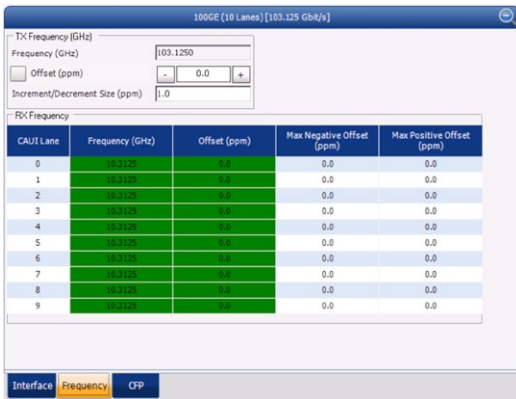 100GE (10 Lanes) [103.125 Gbit/s]
TX Frequency (GHz)
Frequency (GHz) 103.1250
Offset (ppm) - 0.0 +
Increment/Decrement Size (ppm) 1.0
RX Frequency
CAUI Lane Frequency (GHz) Offset (ppm) Max Negative Offset (ppm) Max Positive Offset (ppm)
0 10.3125 0.0 0.0 0.0
1 10.3125 0.0 0.0 0.0
2 10.3125 0.0 0.0 0.0
3 10.3125 0.0 0.0 0.0
4 10.3125 0.0 0.0 0.0
5 10.3125 0.0 0.0 0.0
6 10.3125 0.0 0.0 0.0
7 10.3125 0.0 0.0 0.0
8 10.3125 0.0 0.0 0.0
9 10.3125 0.0 0.0 0.0
Interface Frequency CFP